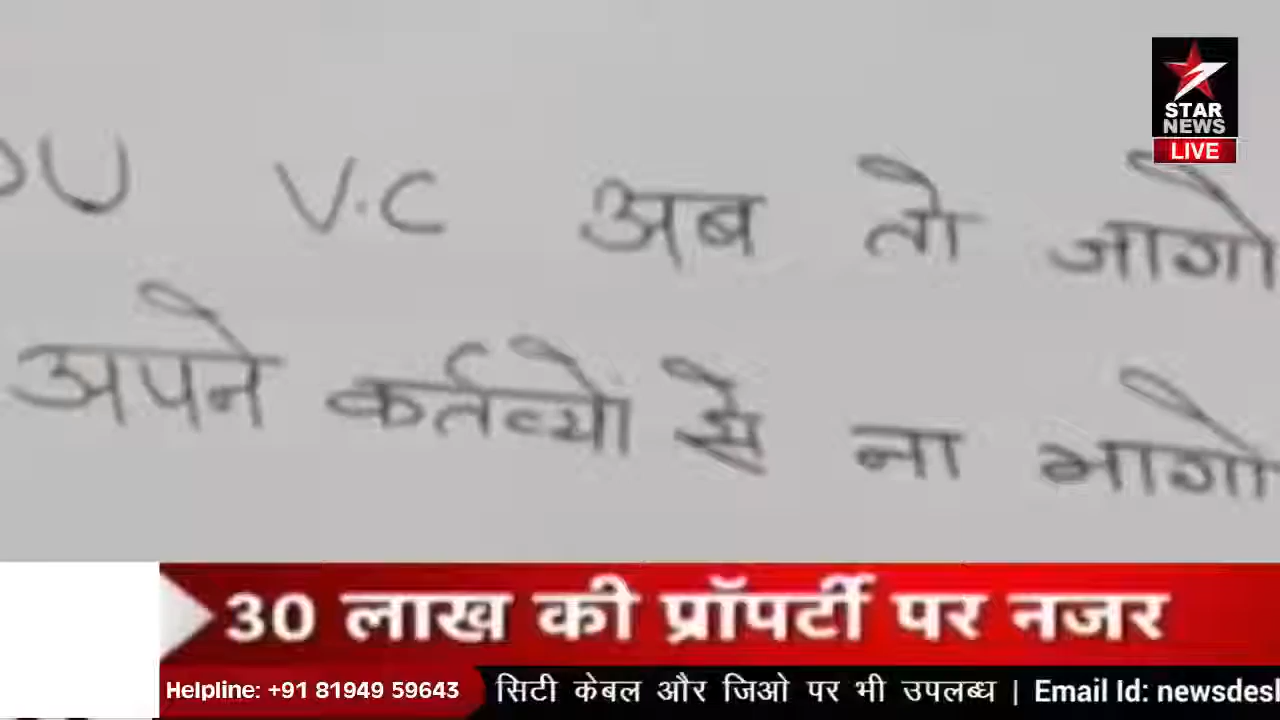 STAR
NEWS
LIVE
DU V.C अब तो जागो
अपने कर्तव्यों से ना भागो
30 लाख की प्रॉपर्टी पर नजर
Helpline: +91 81949 59643 सिटी केबल और जिओ पर भी उपलब्ध | Email Id: